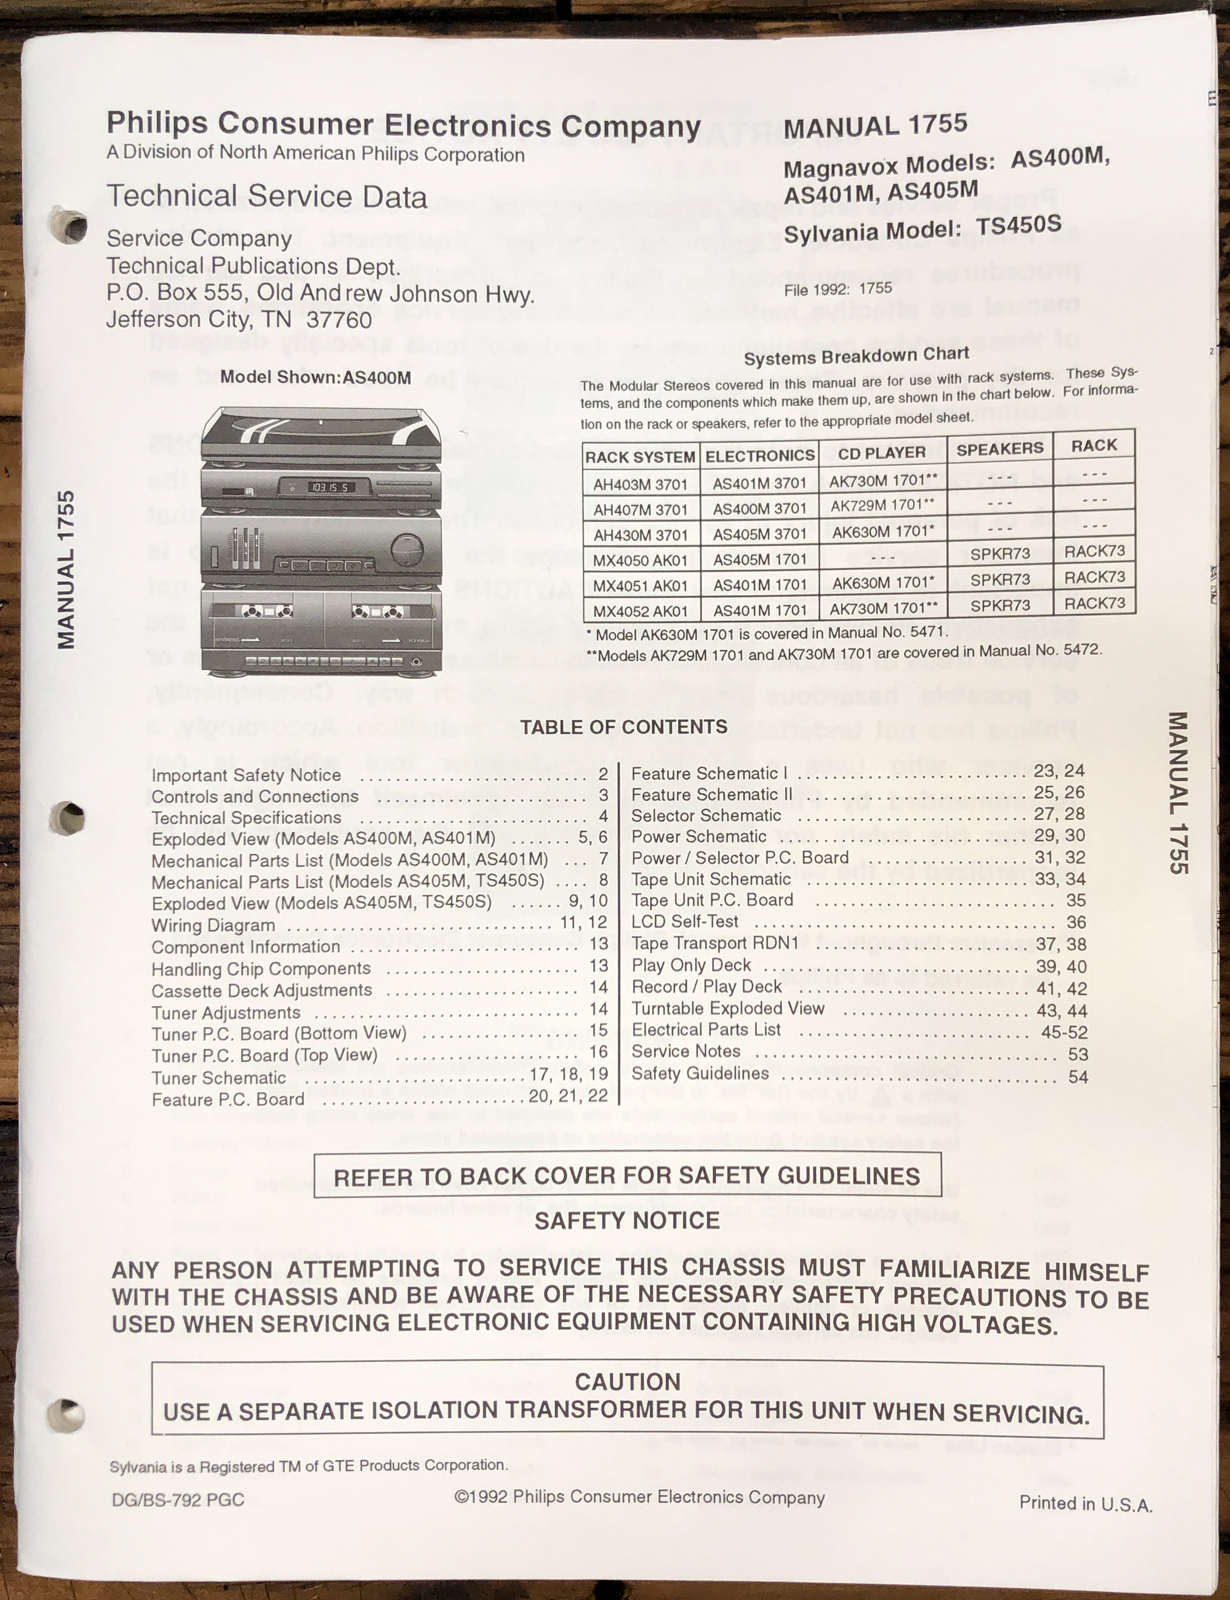 Philips Consumer Electronics Company
A Division of North American Philips Corporation
Technical Service Data
Service Company
Technical Publications Dept.
P.O. Box 555, Old Andrew Johnson Hwy.
Jefferson City, TN 37760
MANUAL 1755
Magnavox Models: AS400M,
AS401M, AS405M
Sylvania Model: TS450S
File 1992: 1755
Model Shown:AS400M
103 15 5
MANUAL 1755
Systems Breakdown Chart
The Modular Stereos covered in this manual are for use with rack systems. These Sys-
tems, and the components which make them up, are shown in the chart below. For informa-
tion on the rack or speakers, refer to the appropriate model sheet.
RACK SYSTEM ELECTRONICS CD PLAYER SPEAKERS RACK
AH403M 3701 AS401M 3701 AK730M 1701** - - - - - -
AH407M 3701 AS400M 3701 AK729M 1701** - - - - - -
AH430M 3701 AS405M 3701 AK630M 1701* - - - - - -
MX4050 AK01 AS405M 1701 - - - - SPKR73 RACK73
MX4051 AK01 AS401M 1701 AK630M 1701* SPKR73 RACK73
MX4052 AK01 AS401M 1701 AK730M 1701** SPKR73 RACK73
* Model AK630M 1701 is covered in Manual No. 5471.
**Models AK729M 1701 and AK730M 1701 are covered in Manual No. 5472.
TABLE OF CONTENTS
Important Safety Notice .......... 2
Controls and Connections .......... 3
Technical Specifications .......... 4
Exploded View (Models AS400M, AS401M) ....... 5, 6
Mechanical Parts List (Models AS400M, AS401M) ... 7
Mechanical Parts List (Models AS405M, TS450S) .... 8
Exploded View (Models AS405M, TS450S) ...... 9, 10
Wiring Diagram .......... 11, 12
Component Information .......... 13
Handling Chip Components .......... 13
Cassette Deck Adjustments .......... 14
Tuner Adjustments .......... 14
Tuner P.C. Board (Bottom View) .......... 15
Tuner P.C. Board (Top View) .......... 16
Tuner Schematic .......... 17, 18, 19
Feature P.C. Board .......... 20, 21, 22
Feature Schematic I .......... 23, 24
Feature Schematic II .......... 25, 26
Selector Schematic .......... 27, 28
Power Schematic .......... 29, 30
Power / Selector P.C. Board .......... 31, 32
Tape Unit Schematic .......... 33, 34
Tape Unit P.C. Board .......... 35
LCD Self-Test .......... 36
Tape Transport RDN1 .......... 37, 38
Play Only Deck .......... 39, 40
Record / Play Deck .......... 41, 42
Turntable Exploded View .......... 43, 44
Electrical Parts List .......... 45-52
Service Notes .......... 53
Safety Guidelines .......... 54
MANUAL 1755
REFER TO BACK COVER FOR SAFETY GUIDELINES
SAFETY NOTICE
ANY PERSON ATTEMPTING TO SERVICE THIS CHASSIS MUST FAMILIARIZE HIMSELF
WITH THE CHASSIS AND BE AWARE OF THE NECESSARY SAFETY PRECAUTIONS TO BE
USED WHEN SERVICING ELECTRONIC EQUIPMENT CONTAINING HIGH VOLTAGES.
CAUTION
USE A SEPARATE ISOLATION TRANSFORMER FOR THIS UNIT WHEN SERVICING.
Sylvania is a Registered TM of GTE Products Corporation.
DG/BS-792 PGC
©1992 Philips Consumer Electronics Company
Printed in U.S.A.